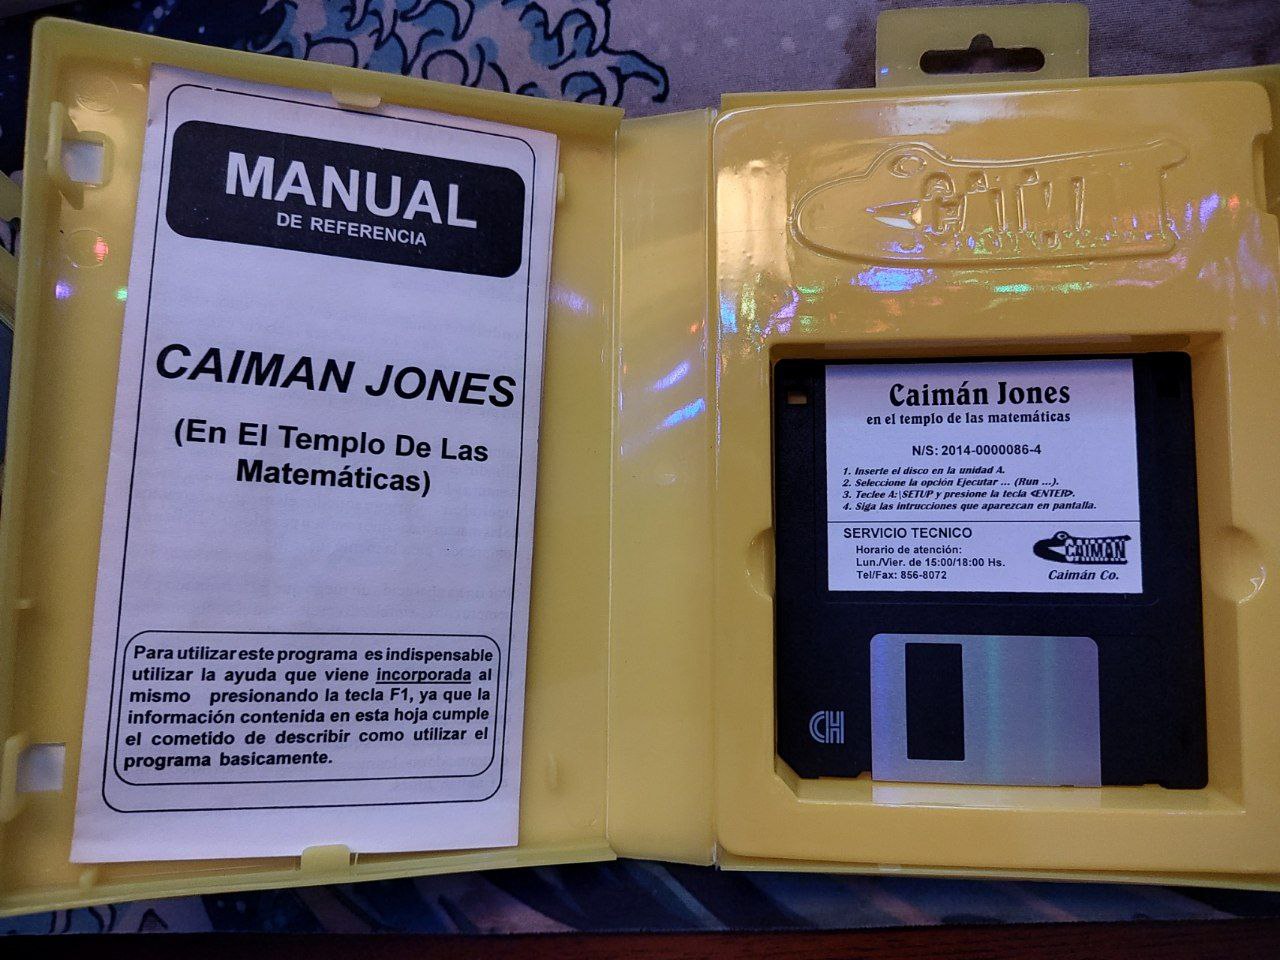 MANUAL
DE REFERENCIA
CAIMAN JONES
(En El Templo De Las
Matemáticas)
Para utilizar este programa es indispensable
utilizar la ayuda que viene incorporada al
mismo presionando la tecla F1, ya que la
información contenida en esta hoja cumple
el cometido de describir como utilizar el
programa basicamente.
CAIMAN
Caimán Jones
en el templo de las matemáticas
N/S: 2014-0000086-4
1. Inserte el disco en la unidad A.
2. Seleccione la opción Ejecutar ... (Run ...).
3. Teclee A:\SETUP y presione la tecla <ENTER>.
4. Siga las intrucciones que aparezcan en pantalla.
SERVICIO TECNICO
Horario de atención:
Lun./Vier. de 15:00/18:00 Hs.
Tel/Fax: 856-8072
CAIMAN
Caimán Co.
CH